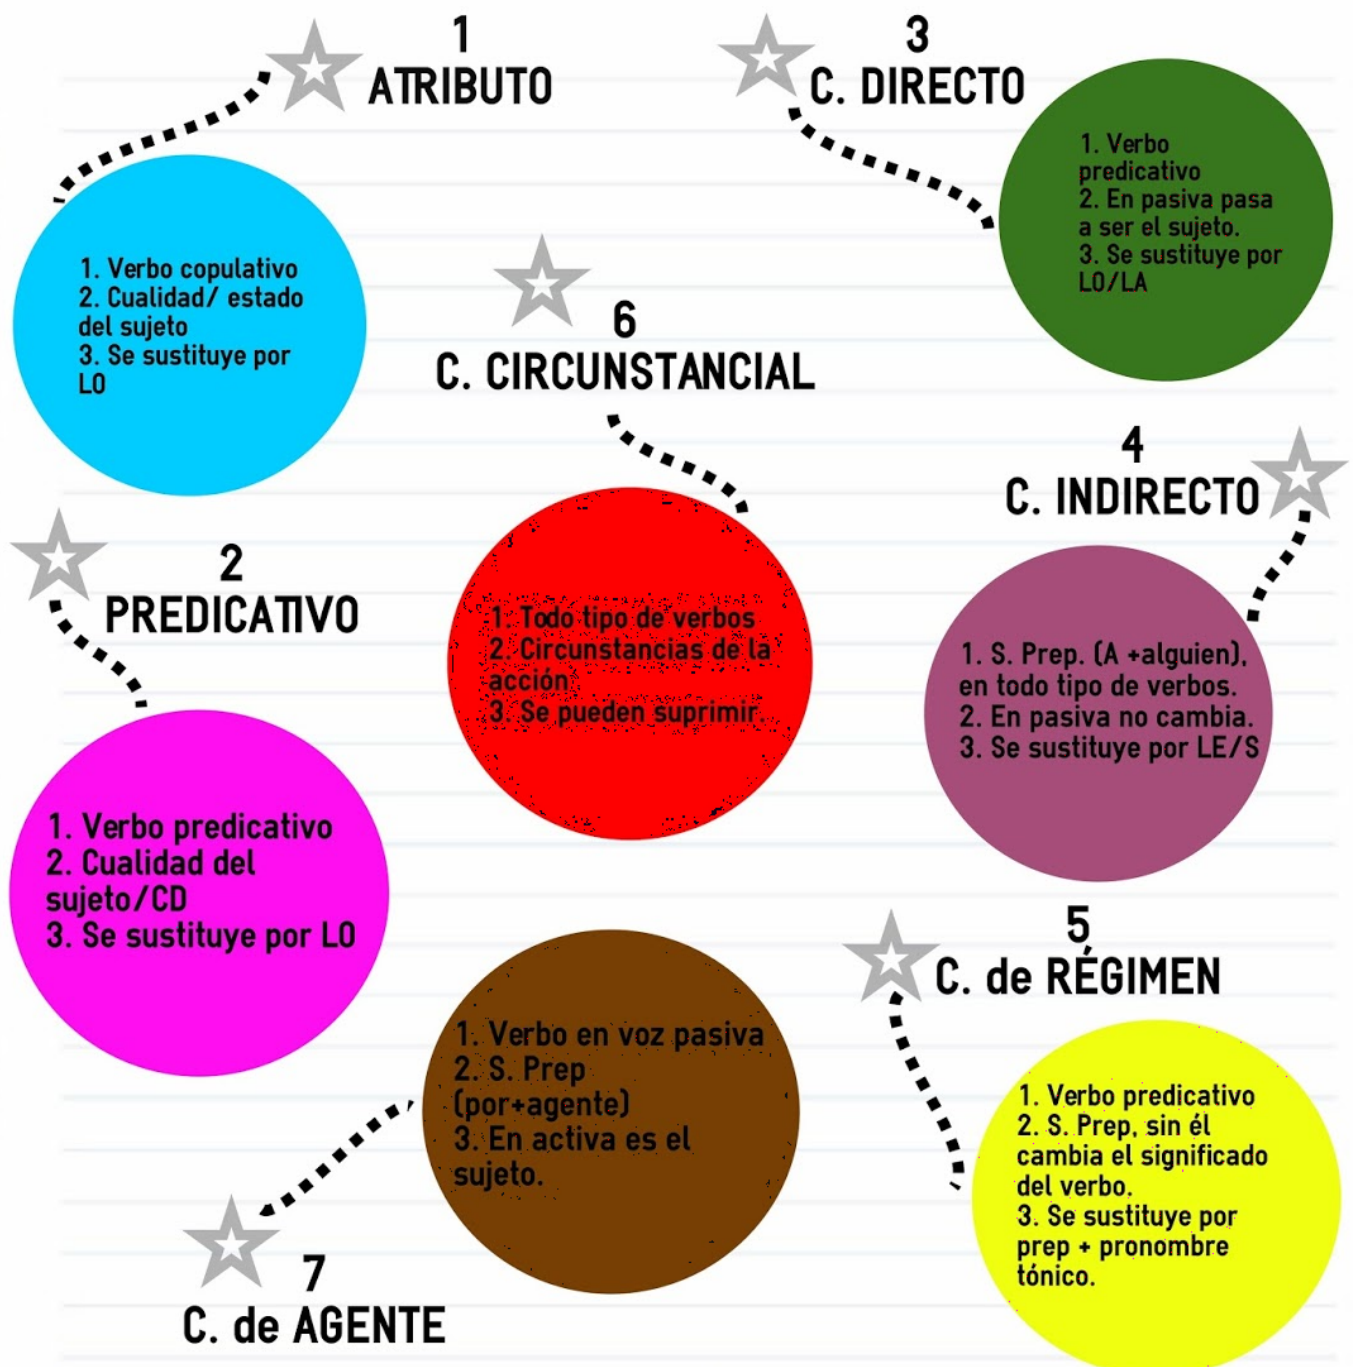 1
ATRIBUTO
1. Verbo copulativo
2. Cualidad/ estado
del sujeto
3. Se sustituye por
LO
2
PREDICATIVO
1. Verbo predicativo
2. Cualidad del
sujeto/CD
3. Se sustituye por LO
3
C. DIRECTO
1. Verbo
predicativo
2. En pasiva pasa
a ser el sujeto.
3. Se sustituye por
LO/LA
4
C. INDIRECTO
1. S. Prep. (A +alguien),
en todo tipo de verbos.
2. En pasiva no cambia.
3. Se sustituye por LE/S
5
C. de RÉGIMEN
1. Verbo predicativo
2. S. Prep, sin él
cambia el significado
del verbo.
3. Se sustituye por
prep + pronombre
tónico.
6
C. CIRCUNSTANCIAL
1. Todo tipo de verbos
2. Circunstancias de la
acción
3. Se pueden suprimir.
7
C. de AGENTE
1. Verbo en voz pasiva
2. S. Prep
(por+agente)
3. En activa es el
sujeto.